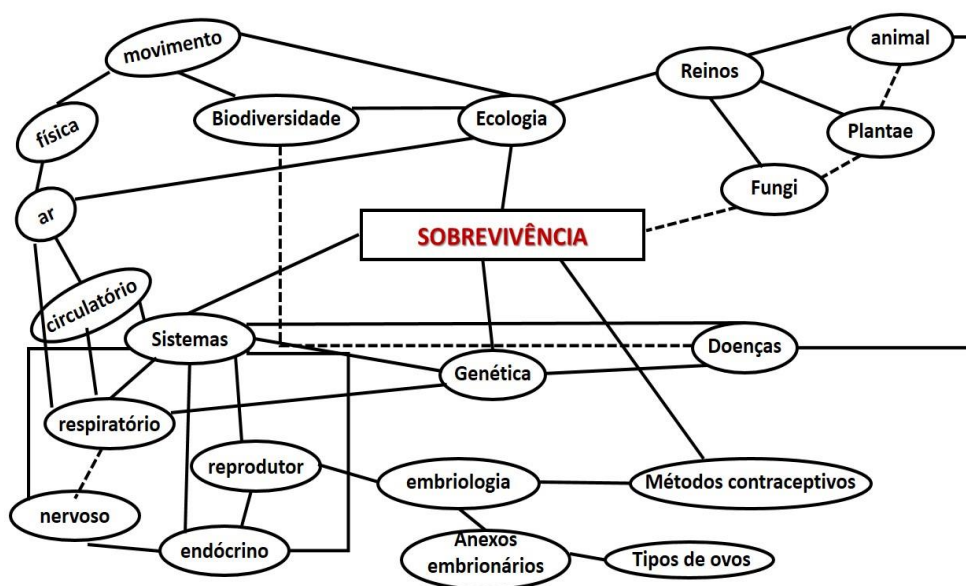 movimento
animal
Reinos
Biodiversidade
Ecologia
física
Plantae
Fungi
ar
SOBREVIVÊNCIA
circulatório
Sistemas
Doenças
Genética
respiratório
reprodutor
embriologia
Métodos contraceptivos
nervoso
endócrino
Anexos
embrionários
Tipos de ovos